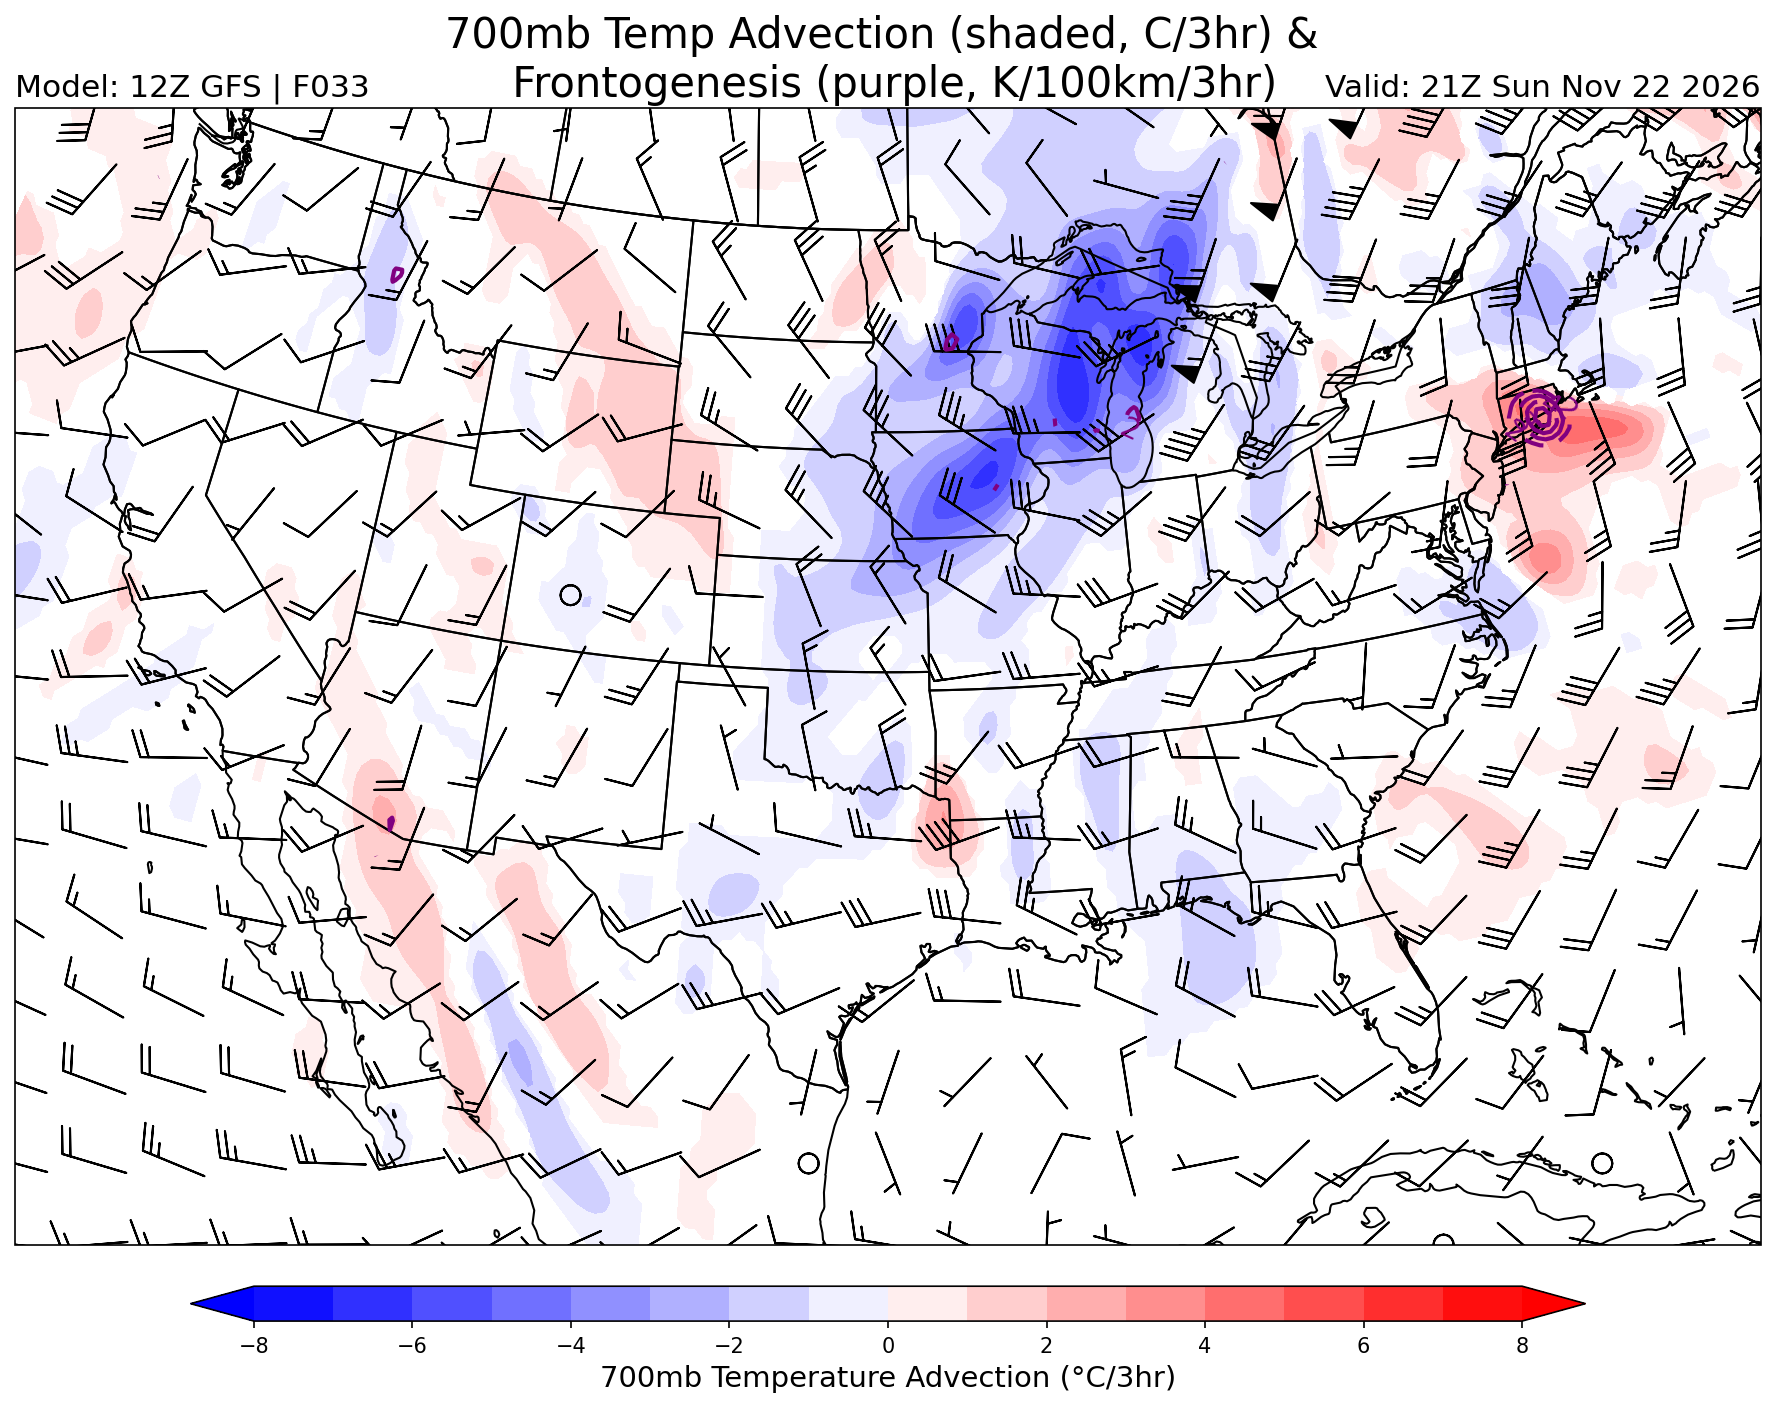 700mb Temp Advection (shaded, C/3hr) &
Model: 12Z GFS | F033 Frontogenesis (purple, K/100km/3hr) Valid: 21Z Sun Nov 22 2026
−8 −6 −4 −2 0 2 4 6 8
700mb Temperature Advection (°C/3hr)